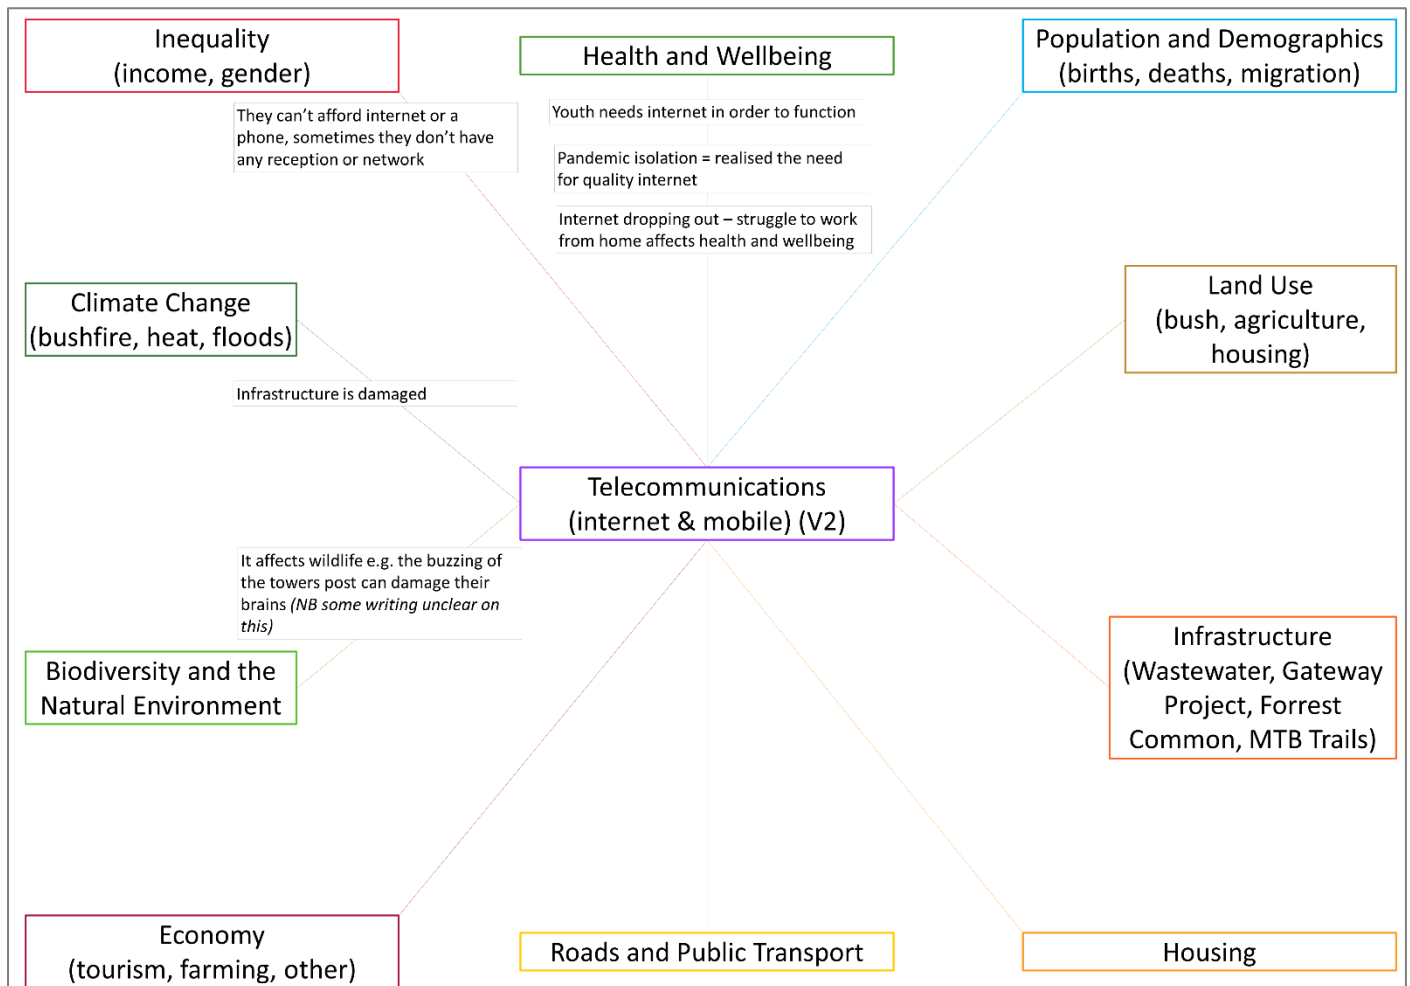 Inequality
(income, gender)
Health and Wellbeing
Population and Demographics
(births, deaths, migration)
They can’t afford internet or a
phone, sometimes they don’t have
any reception or network
Youth needs internet in order to function
Pandemic isolation = realised the need
for quality internet
Internet dropping out – struggle to work
from home affects health and wellbeing
Climate Change
(bushfire, heat, floods)
Land Use
(bush, agriculture,
housing)
Infrastructure is damaged
Telecommunications
(internet & mobile) (V2)
It affects wildlife e.g. the buzzing of
the towers post can damage their
brains (NB some writing unclear on
this)
Biodiversity and the
Natural Environment
Infrastructure
(Wastewater, Gateway
Project, Forrest
Common, MTB Trails)
Economy
(tourism, farming, other)
Roads and Public Transport
Housing